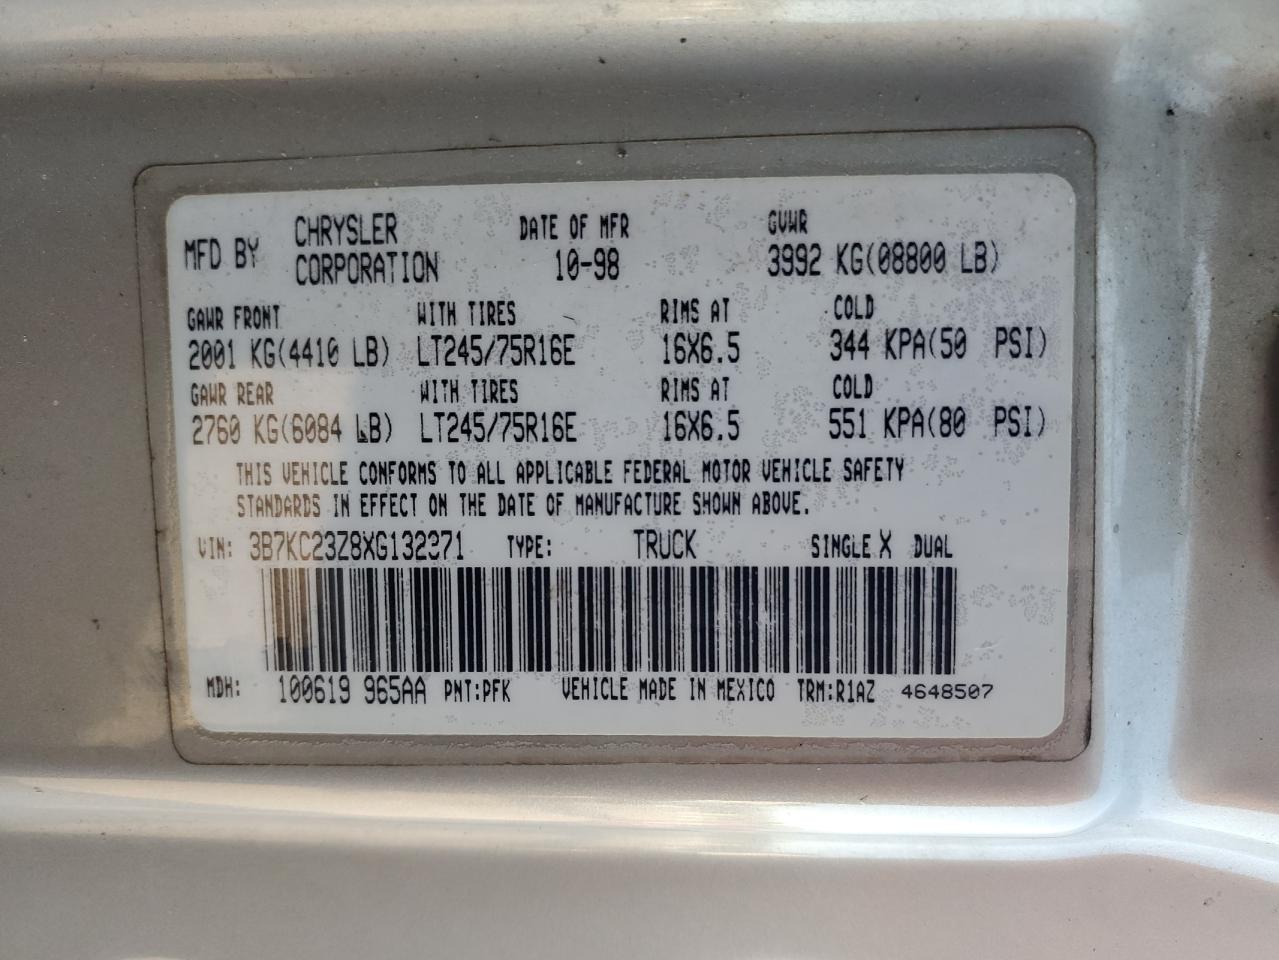 MFD BY CHRYSLER CORPORATION DATE OF MFR 10-98 GVWR 3992 KG(08800 LB)
GAWR FRONT WITH TIRES RIMS AT COLD
2001 KG(4410 LB) LT245/75R16E 16X6.5 344 KPA(50 PSI)
GAWR REAR WITH TIRES RIMS AT COLD
2760 KG(6084 LB) LT245/75R16E 16X6.5 551 KPA(80 PSI)
THIS VEHICLE CONFORMS TO ALL APPLICABLE FEDERAL MOTOR VEHICLE SAFETY
STANDARDS IN EFFECT ON THE DATE OF MANUFACTURE SHOWN ABOVE.
VIN: 3B7KC23Z8XG132371 TYPE: TRUCK SINGLE X DUAL
MDH: 100619 965AA PNT:PFK VEHICLE MADE IN MEXICO TRM:R1AZ 4648507